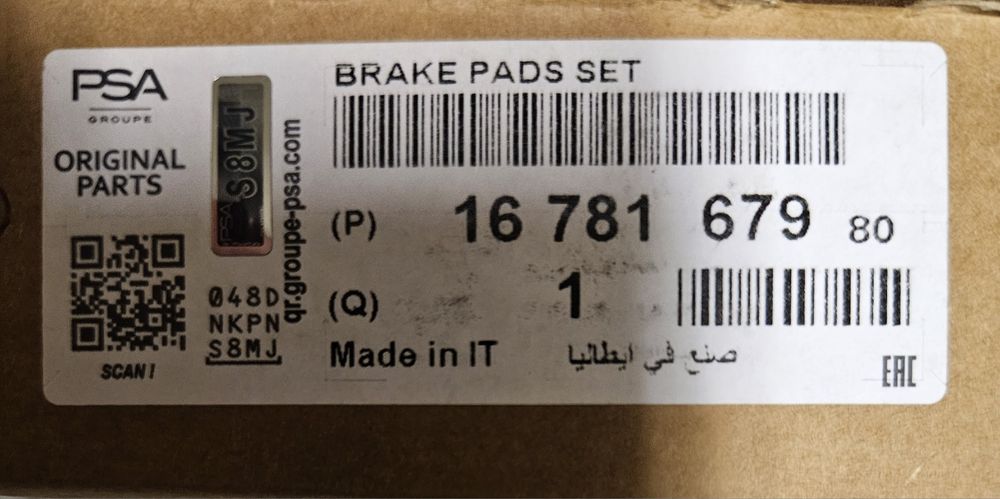 PSA
GROUPE
ORIGINAL
PARTS
SCAN!
S8MJ
PSA
048D
NKPN
S8MJ
qr.groupe-psa.com
BRAKE PADS SET
(P) 16 781 679 80
(Q) 1
Made in IT صنع في ايطاليا
EAC